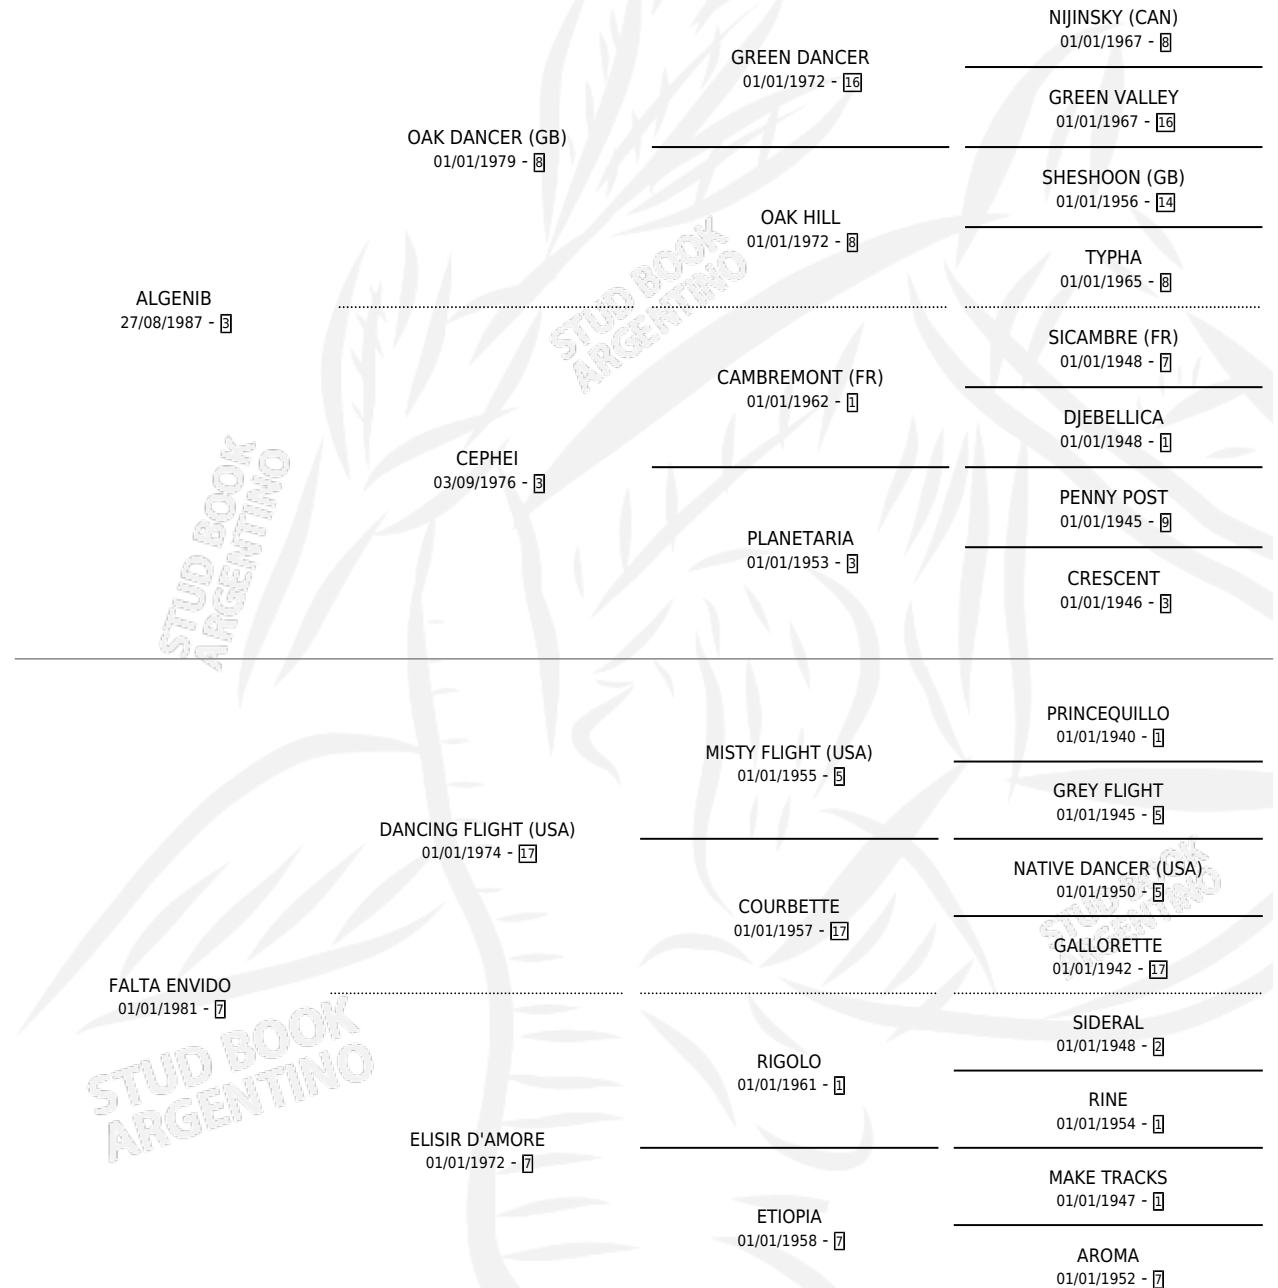 NIJINSKY (CAN)
01/01/1967 - 8
GREEN DANCER
01/01/1972 - 16
GREEN VALLEY
01/01/1967 - 16
OAK DANCER (GB)
01/01/1979 - 8
SHESHOON (GB)
01/01/1956 - 14
OAK HILL
01/01/1972 - 8
TYPHA
01/01/1965 - 8
STUD BOOK
ARGENTINO
ALGENIB
27/08/1987 - 3
SICAMBRE (FR)
01/01/1948 - 7
CAMBREMONT (FR)
01/01/1962 - 1
DJEBELLICA
01/01/1948 - 1
CEPHEI
03/09/1976 - 3
PENNY POST
01/01/1945 - 9
PLANETARIA
01/01/1953 - 3
CRESCENT
01/01/1946 - 3
STUD BOOK
ARGENTINO
PRINCEQUILLO
01/01/1940 - 1
MISTY FLIGHT (USA)
01/01/1955 - 5
GREY FLIGHT
01/01/1945 - 5
DANCING FLIGHT (USA)
01/01/1974 - 17
NATIVE DANCER (USA)
01/01/1950 - 5
COURBETTE
01/01/1957 - 17
GALLORETTE
01/01/1942 - 17
STUD BOOK
ARGENTINO
FALTA ENVIDO
01/01/1981 - 7
SIDERAL
01/01/1948 - 2
RIGOLO
01/01/1961 - 1
RINE
01/01/1954 - 1
STUD BOOK
ARGENTINO
ELISIR D'AMORE
01/01/1972 - 7
MAKE TRACKS
01/01/1947 - 1
ETIOPIA
01/01/1958 - 7
AROMA
01/01/1952 - 7